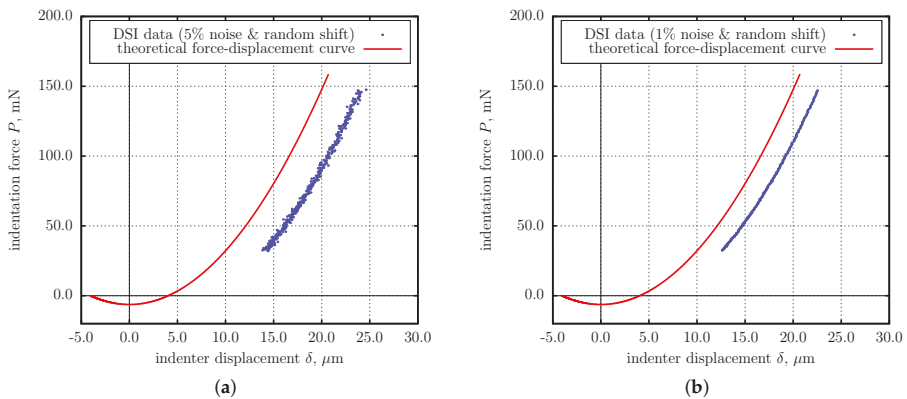 DSI data (5% noise & random shift)
theoretical force-displacement curve
200.0
150.0
100.0
50.0
0.0
indentation force P, mN
-5.0 0.0 5.0 10.0 15.0 20.0 25.0 30.0
indenter displacement δ, μm
(a)
DSI data (1% noise & random shift)
theoretical force-displacement curve
200.0
150.0
100.0
50.0
0.0
indentation force P, mN
-5.0 0.0 5.0 10.0 15.0 20.0 25.0 30.0
indenter displacement δ, μm
(b)